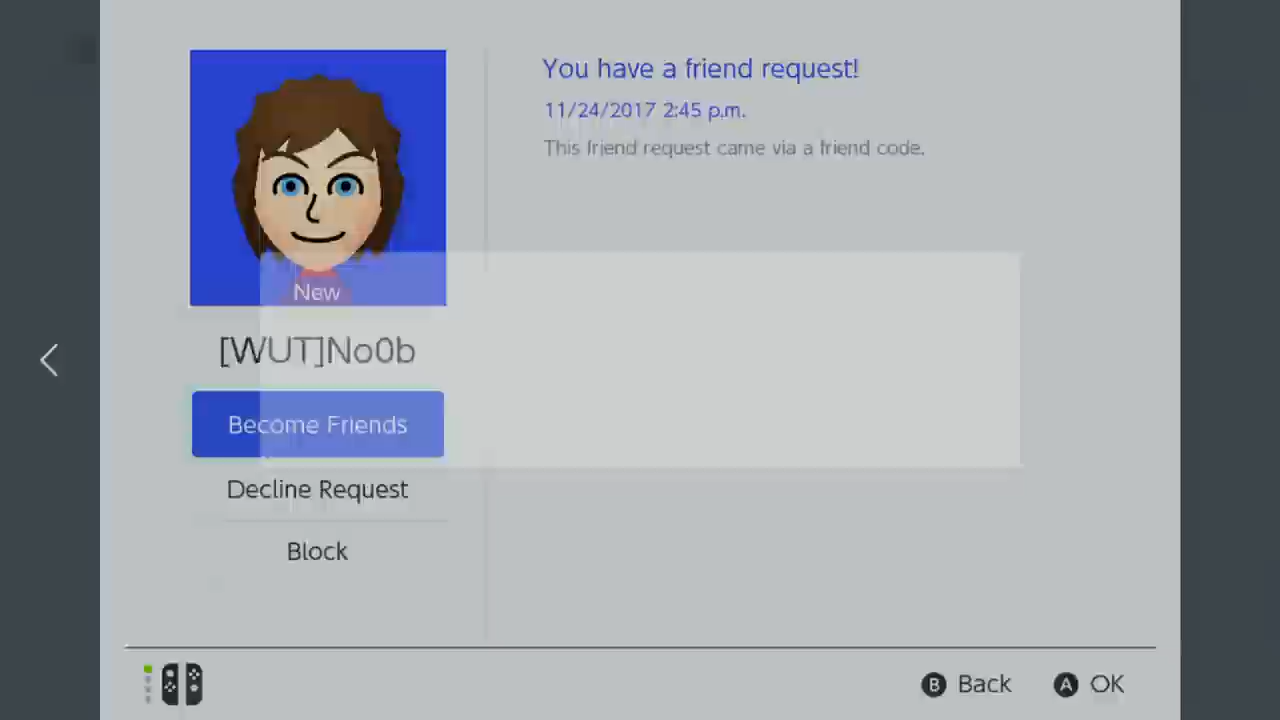 You have a friend request!
11/24/2017 2:45 p.m.
This friend request came via a friend code.
New
[WUT]No0b
Become Friends
Decline Request
Block
B Back
A OK